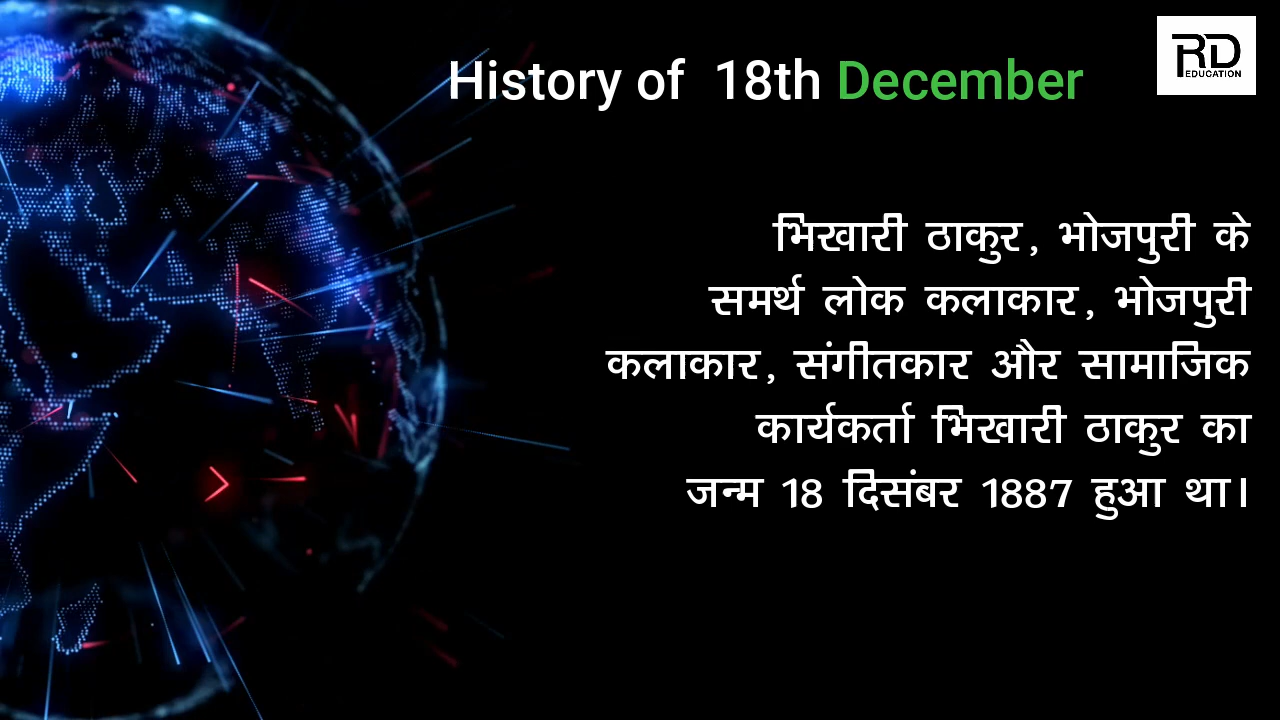 History of 18th December
RD
EDUCATION
भिखारी ठाकुर, भोजपुरी के
समर्थ लोक कलाकार, भोजपुरी
कलाकार, संगीतकार और सामाजिक
कार्यकर्ता भिखारी ठाकुर का
जन्म 18 दिसंबर 1887 हुआ था।